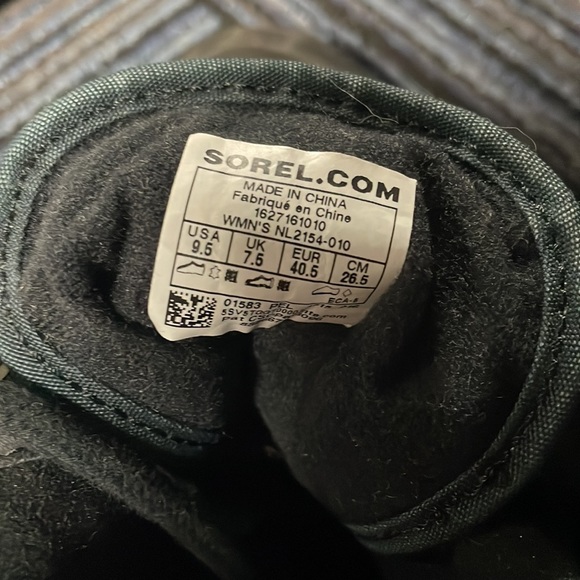 SOREL.COM
MADE IN CHINA
Fabriqué en Chine
1627161010
WMN'S NL2154-010
USA UK EUR CM
9.5 7.5 40.5 26.5
ECA-
01583